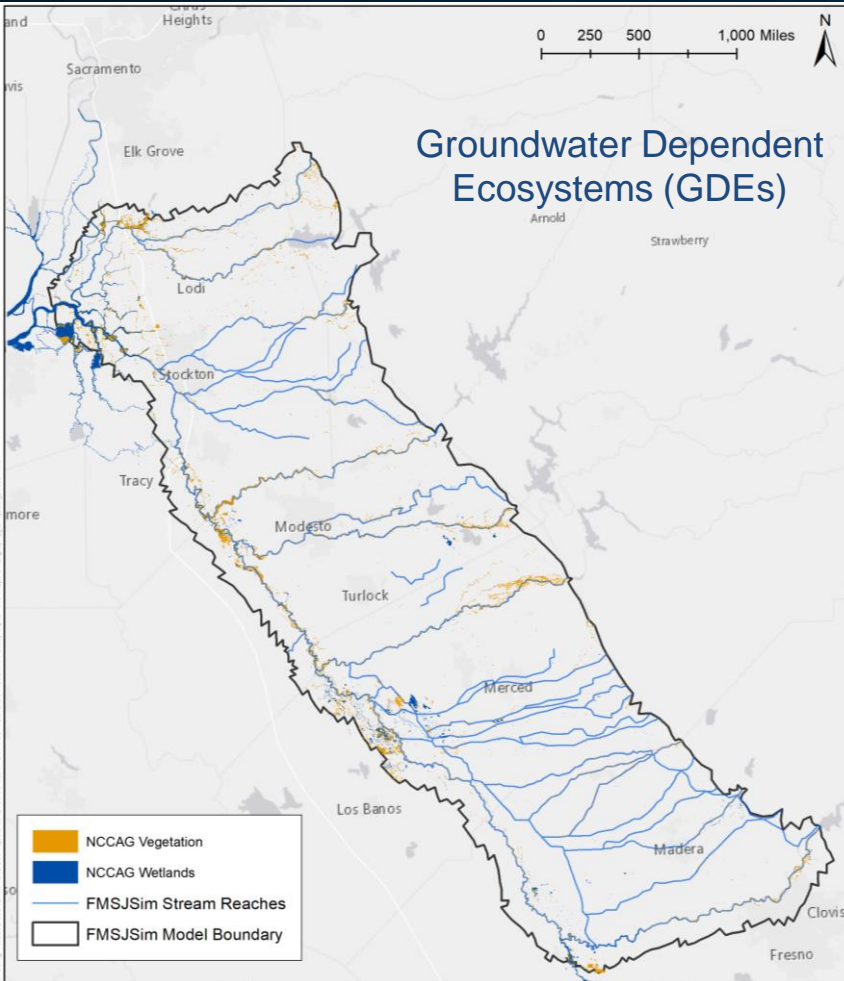 Heights
and
0 250 500 1,000 Miles
N
Sacramento
Elk Grove
Groundwater Dependent
Ecosystems (GDEs)
Arnold
Strawberry
Lodi
Stockton
Tracy
more
Modesto
Turlock
Merced
Los Banos
NCCAG Vegetation
NCCAG Wetlands
FMSJSim Stream Reaches
FMSJSim Model Boundary
Madera
Clovis
Fresno